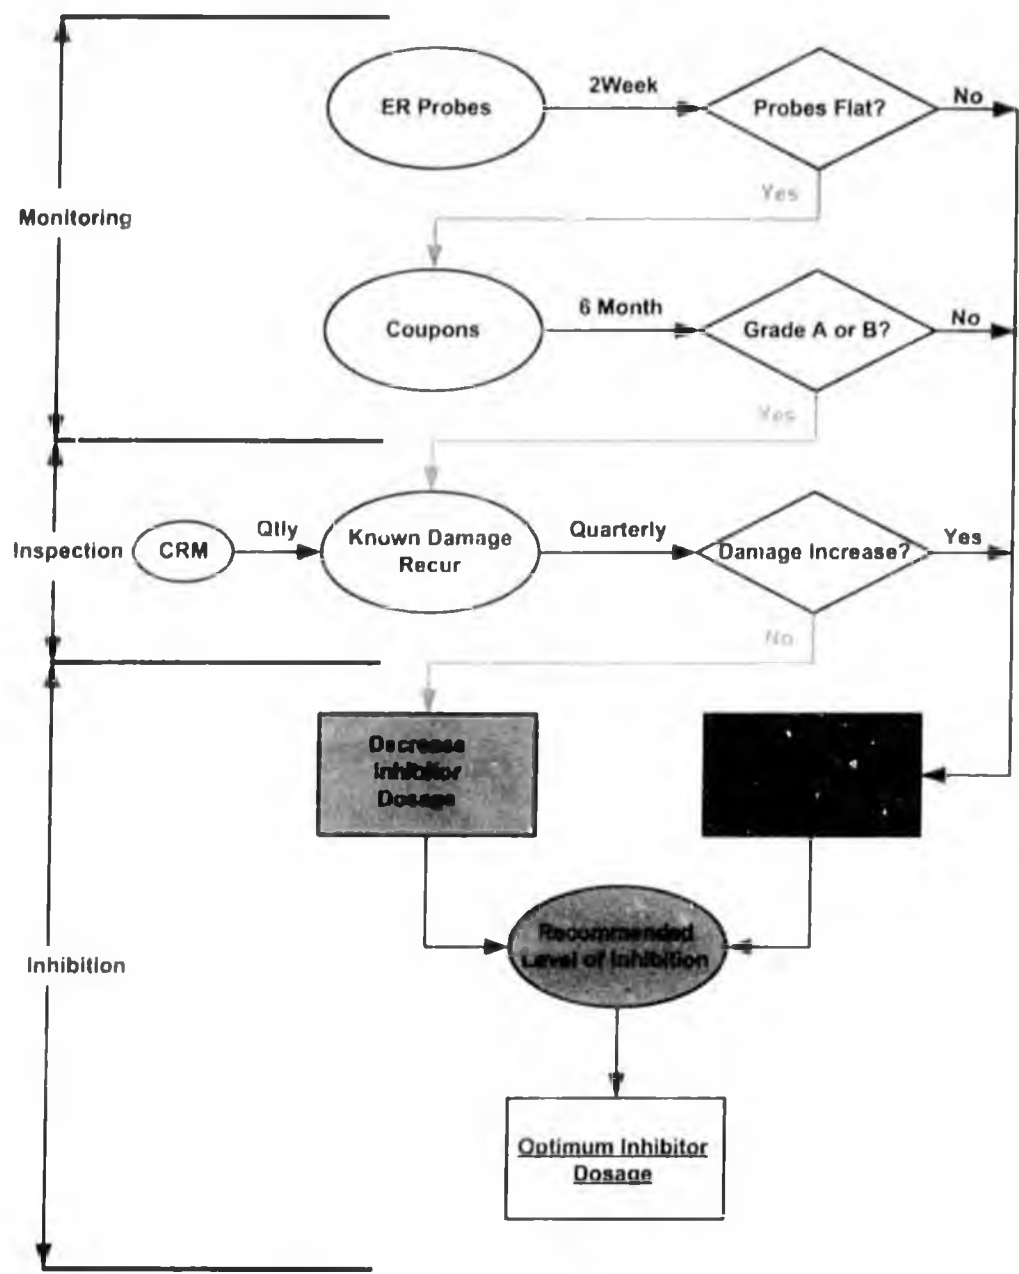 ER Probes
2Week
Probes Flat?
No
Yes
Monitoring
Coupons
6 Month
Grade A or B?
No
Yes
Inspection
CRM
Qtly
Known Damage
Recur
Quarterly
Damage Increase?
Yes
No
Decrease
Inhibitor
Dosage
Recommended
Level of Inhibition
Inhibition
Optimum Inhibitor
Dosage